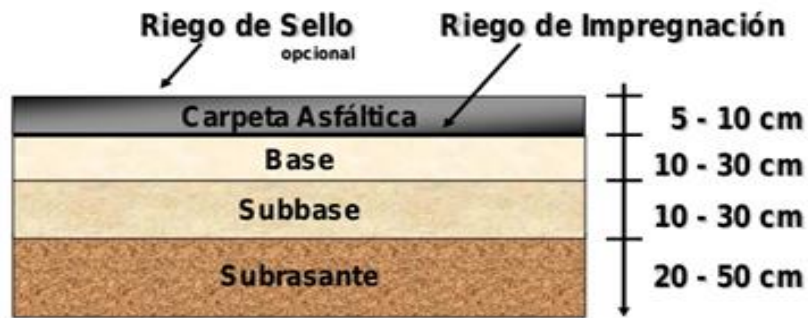 Riego de Sello
opcional
Riego de Impregnación
Carpeta Asfáltica
5 - 10 cm
Base
10 - 30 cm
Subbase
10 - 30 cm
Subrasante
20 - 50 cm